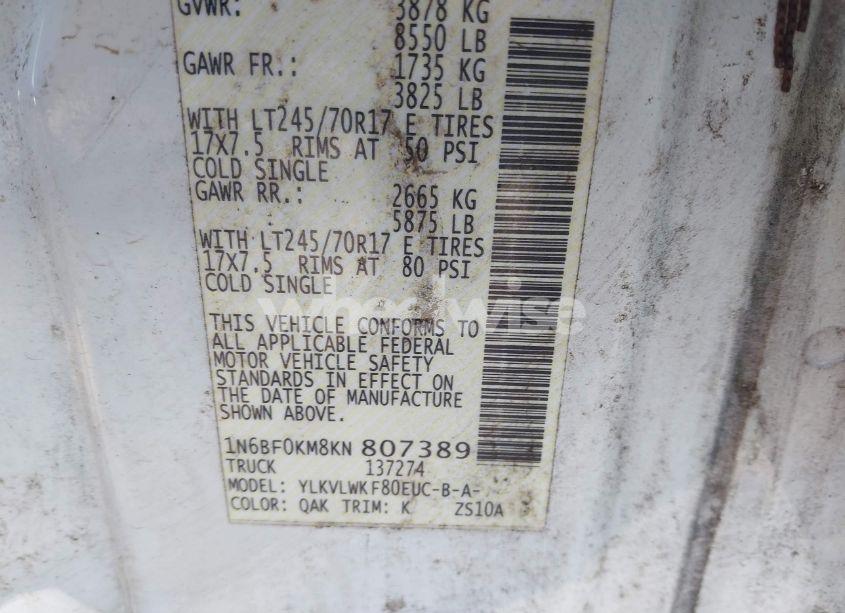 GVWR: 3878 KG
8550 LB
GAWR FR.: 1735 KG
3825 LB
WITH LT245/70R17 E TIRES
17X7.5 RIMS AT 50 PSI
COLD SINGLE
GAWR RR.: 2665 KG
5875 LB
WITH LT245/70R17 E TIRES
17X7.5 RIMS AT 80 PSI
COLD SINGLE
wheelwise
THIS VEHICLE CONFORMS TO
ALL APPLICABLE FEDERAL
MOTOR VEHICLE SAFETY
STANDARDS IN EFFECT ON
THE DATE OF MANUFACTURE
SHOWN ABOVE.
1N6BF0KM8KN 807389
TRUCK 137274
MODEL: YLKVLWKF80EUC-B-A-
COLOR: QAK TRIM: K ZS10A